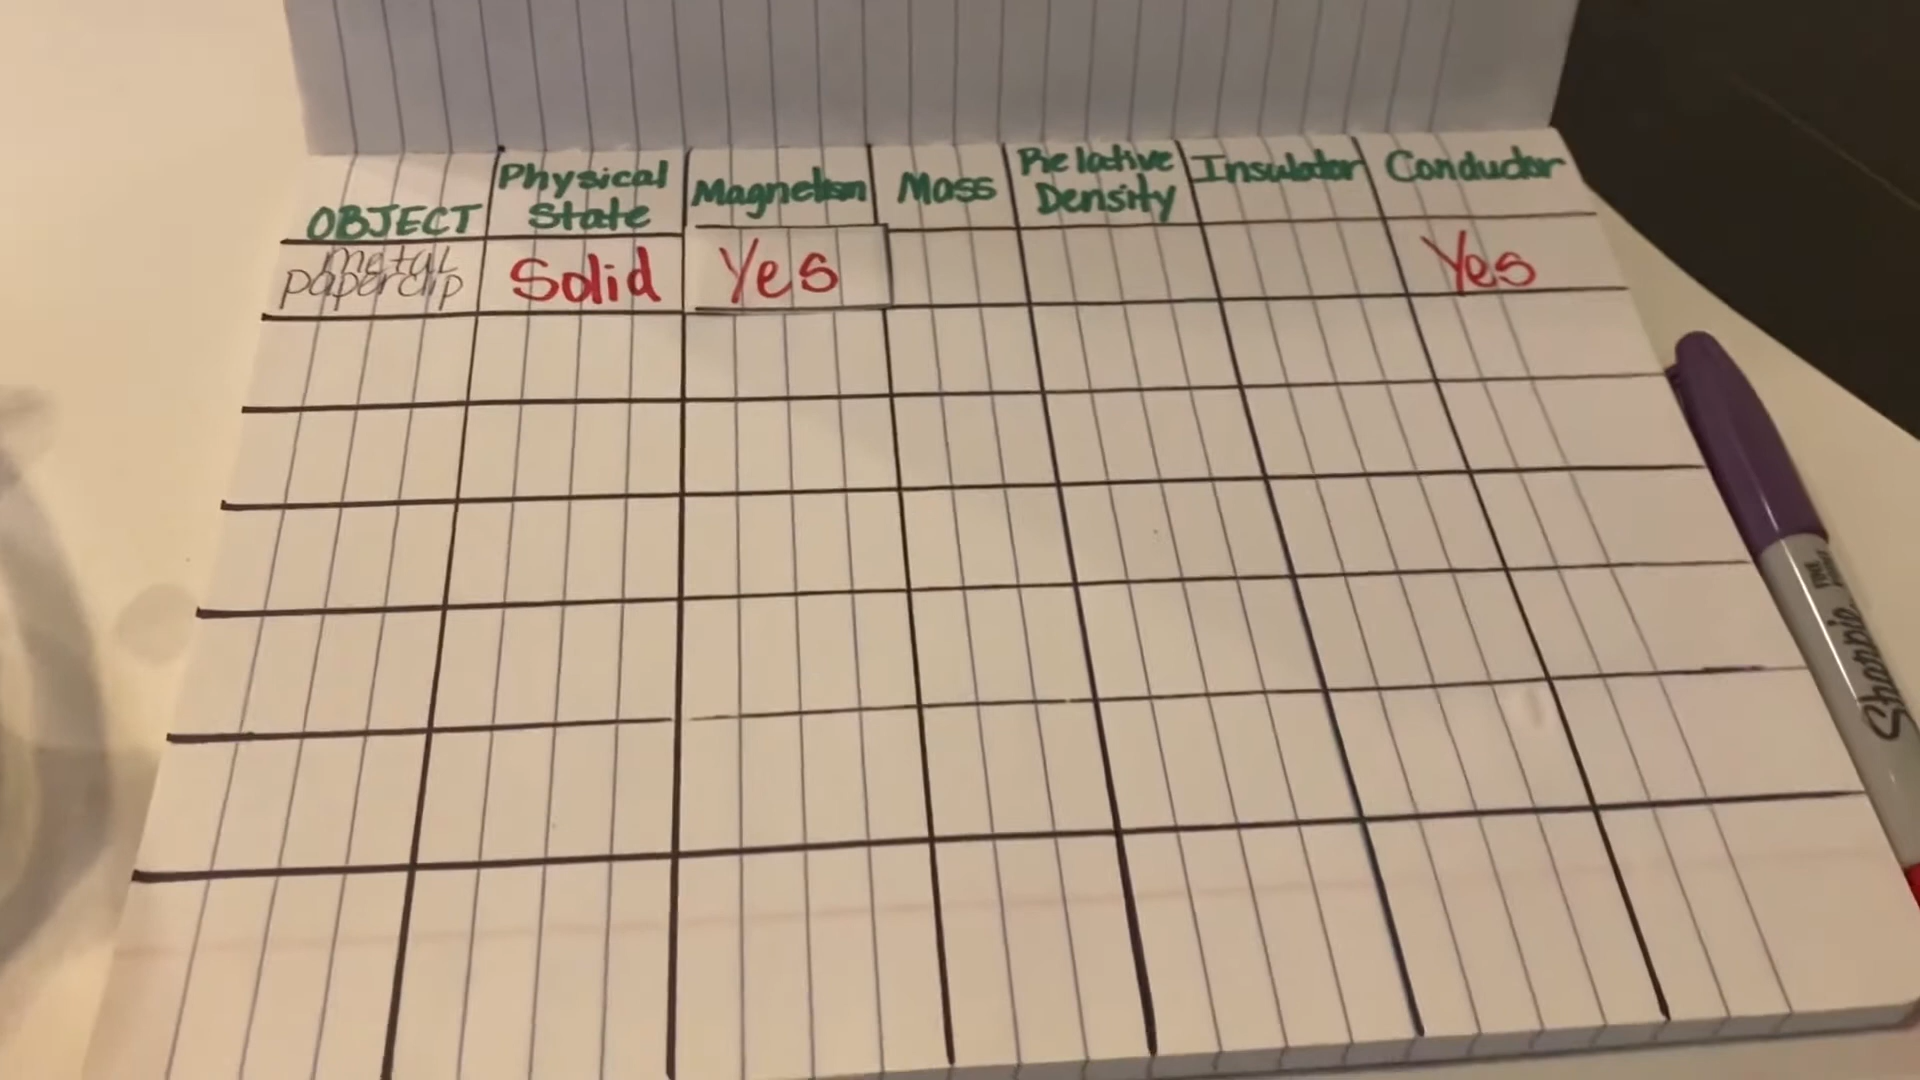 OBJECT
Physical
State
Magnetism
Mass
Relative
Density
Insulator
Conductor
metal
paperclip
Solid
Yes
Yes
Sharpie